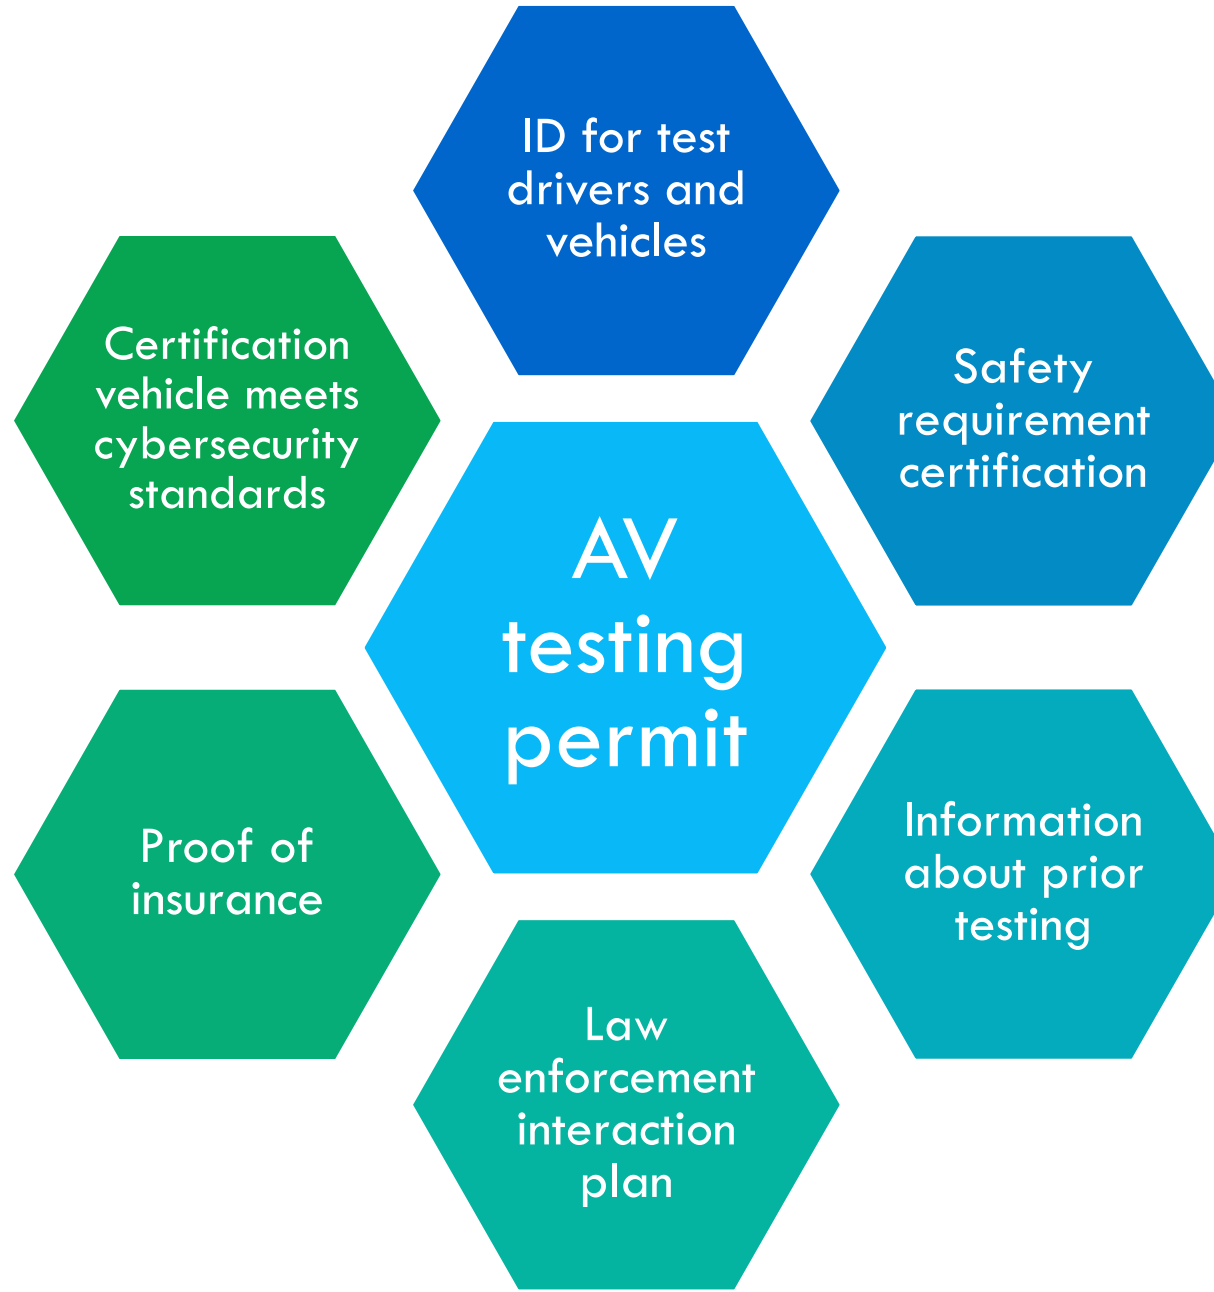 ID for test
drivers and
vehicles
Safety
requirement
certification
Information
about prior
testing
Law
enforcement
interaction
plan
Proof of
insurance
Certification
vehicle meets
cybersecurity
standards
AV
testing
permit